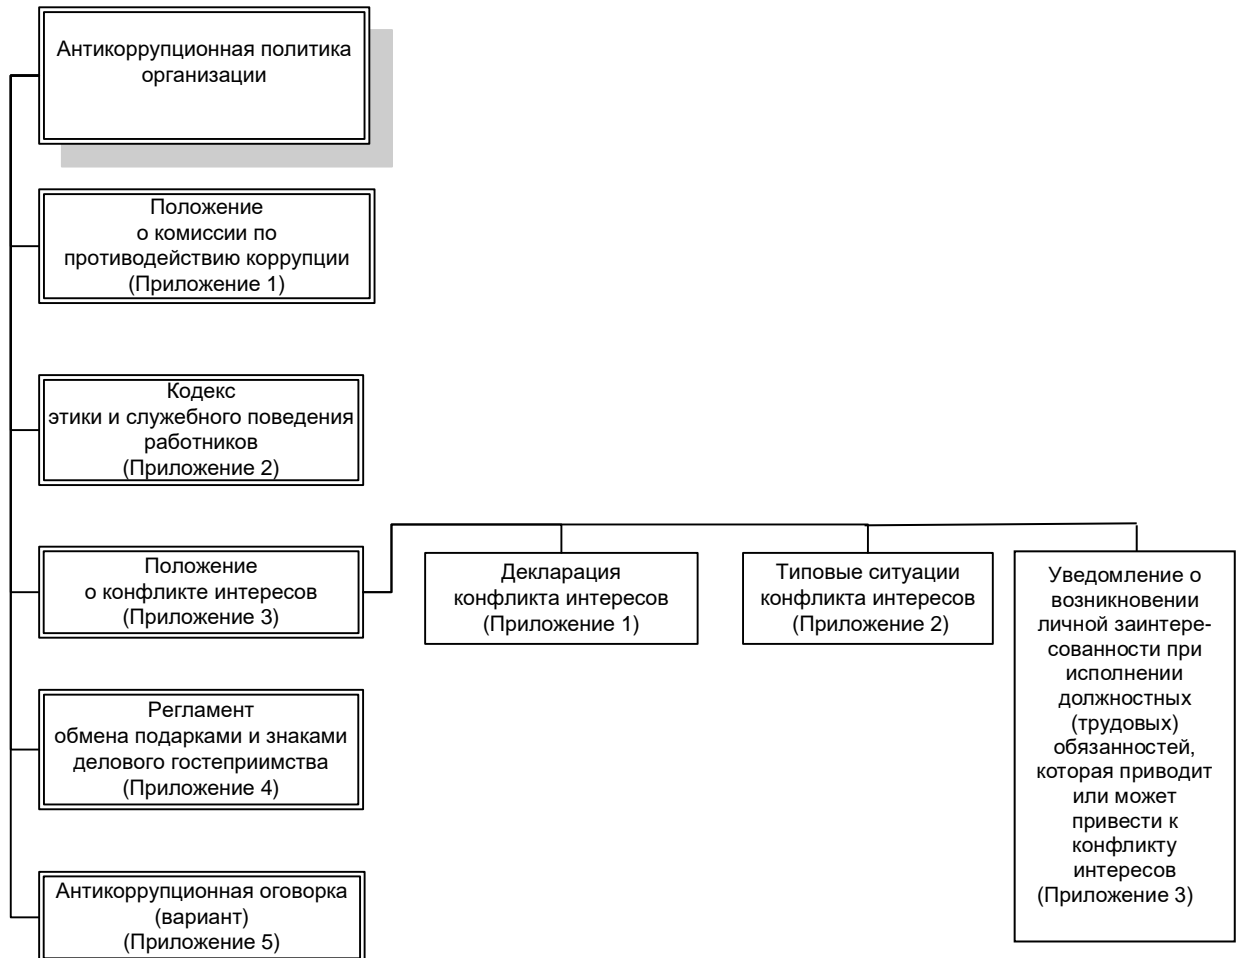 Антикоррупционная политика
организации
Положение
о комиссии по
противодействию коррупции
(Приложение 1)
Кодекс
этики и служебного поведения
работников
(Приложение 2)
Положение
о конфликте интересов
(Приложение 3)
Декларация
конфликта интересов
(Приложение 1)
Типовые ситуации
конфликта интересов
(Приложение 2)
Уведомление о
возникновении
личной заинтере-
сованности при
исполнении
должностных
(трудовых)
обязанностей,
которая приводит
или может
привести к
конфликту
интересов
(Приложение 3)
Регламент
обмена подарками и знаками
делового гостеприимства
(Приложение 4)
Антикоррупционная оговорка
(вариант)
(Приложение 5)